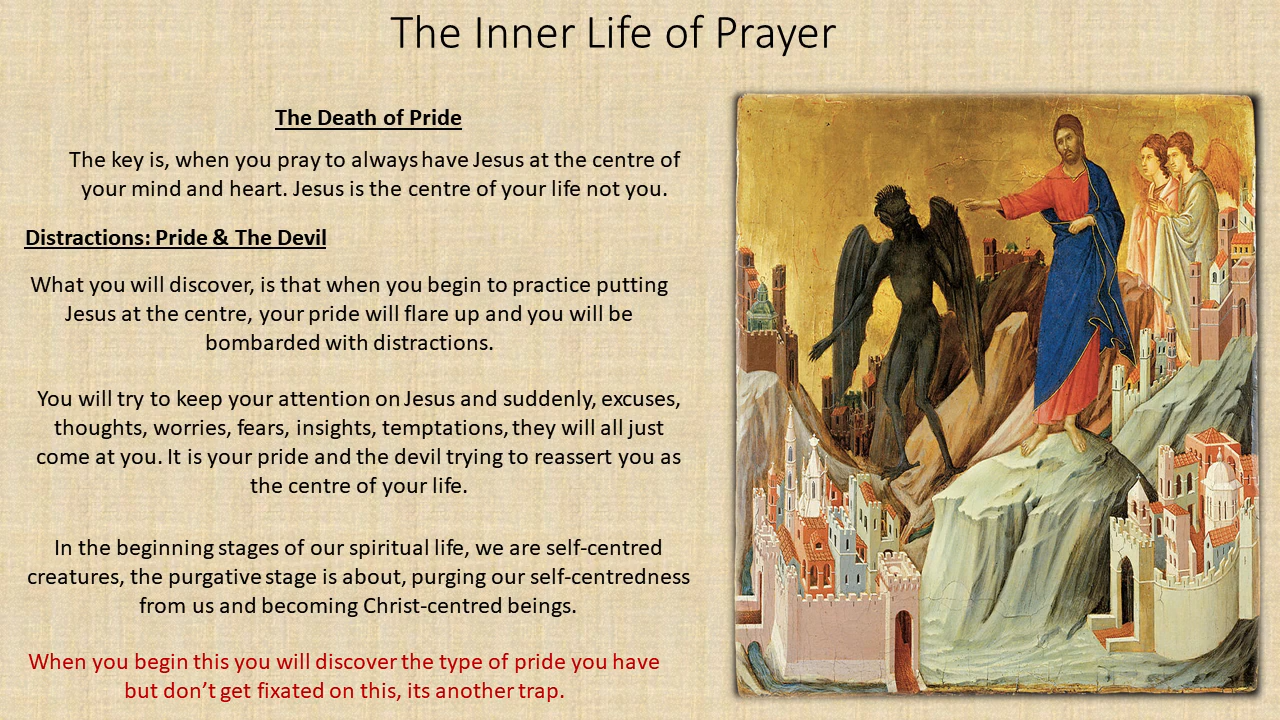 The Inner Life of Prayer
The Death of Pride
The key is, when you pray to always have Jesus at the centre of
your mind and heart. Jesus is the centre of your life not you.
Distractions: Pride & The Devil
What you will discover, is that when you begin to practice putting
Jesus at the centre, your pride will flare up and you will be
bombarded with distractions.
You will try to keep your attention on Jesus and suddenly, excuses,
thoughts, worries, fears, insights, temptations, they will all just
come at you. It is your pride and the devil trying to reassert you as
the centre of your life.
In the beginning stages of our spiritual life, we are self-centred
creatures, the purgative stage is about, purging our self-centredness
from us and becoming Christ-centred beings.
When you begin this you will discover the type of pride you have
but don’t get fixated on this, its another trap.